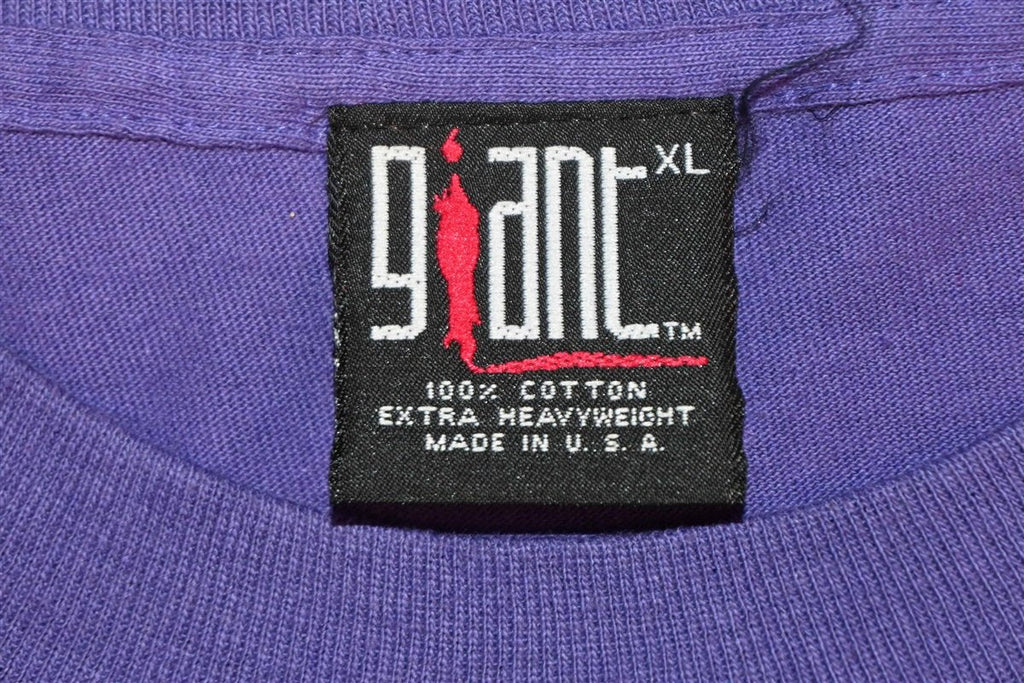 giant XL
TM
100% COTTON
EXTRA HEAVYWEIGHT
MADE IN U. S. A.